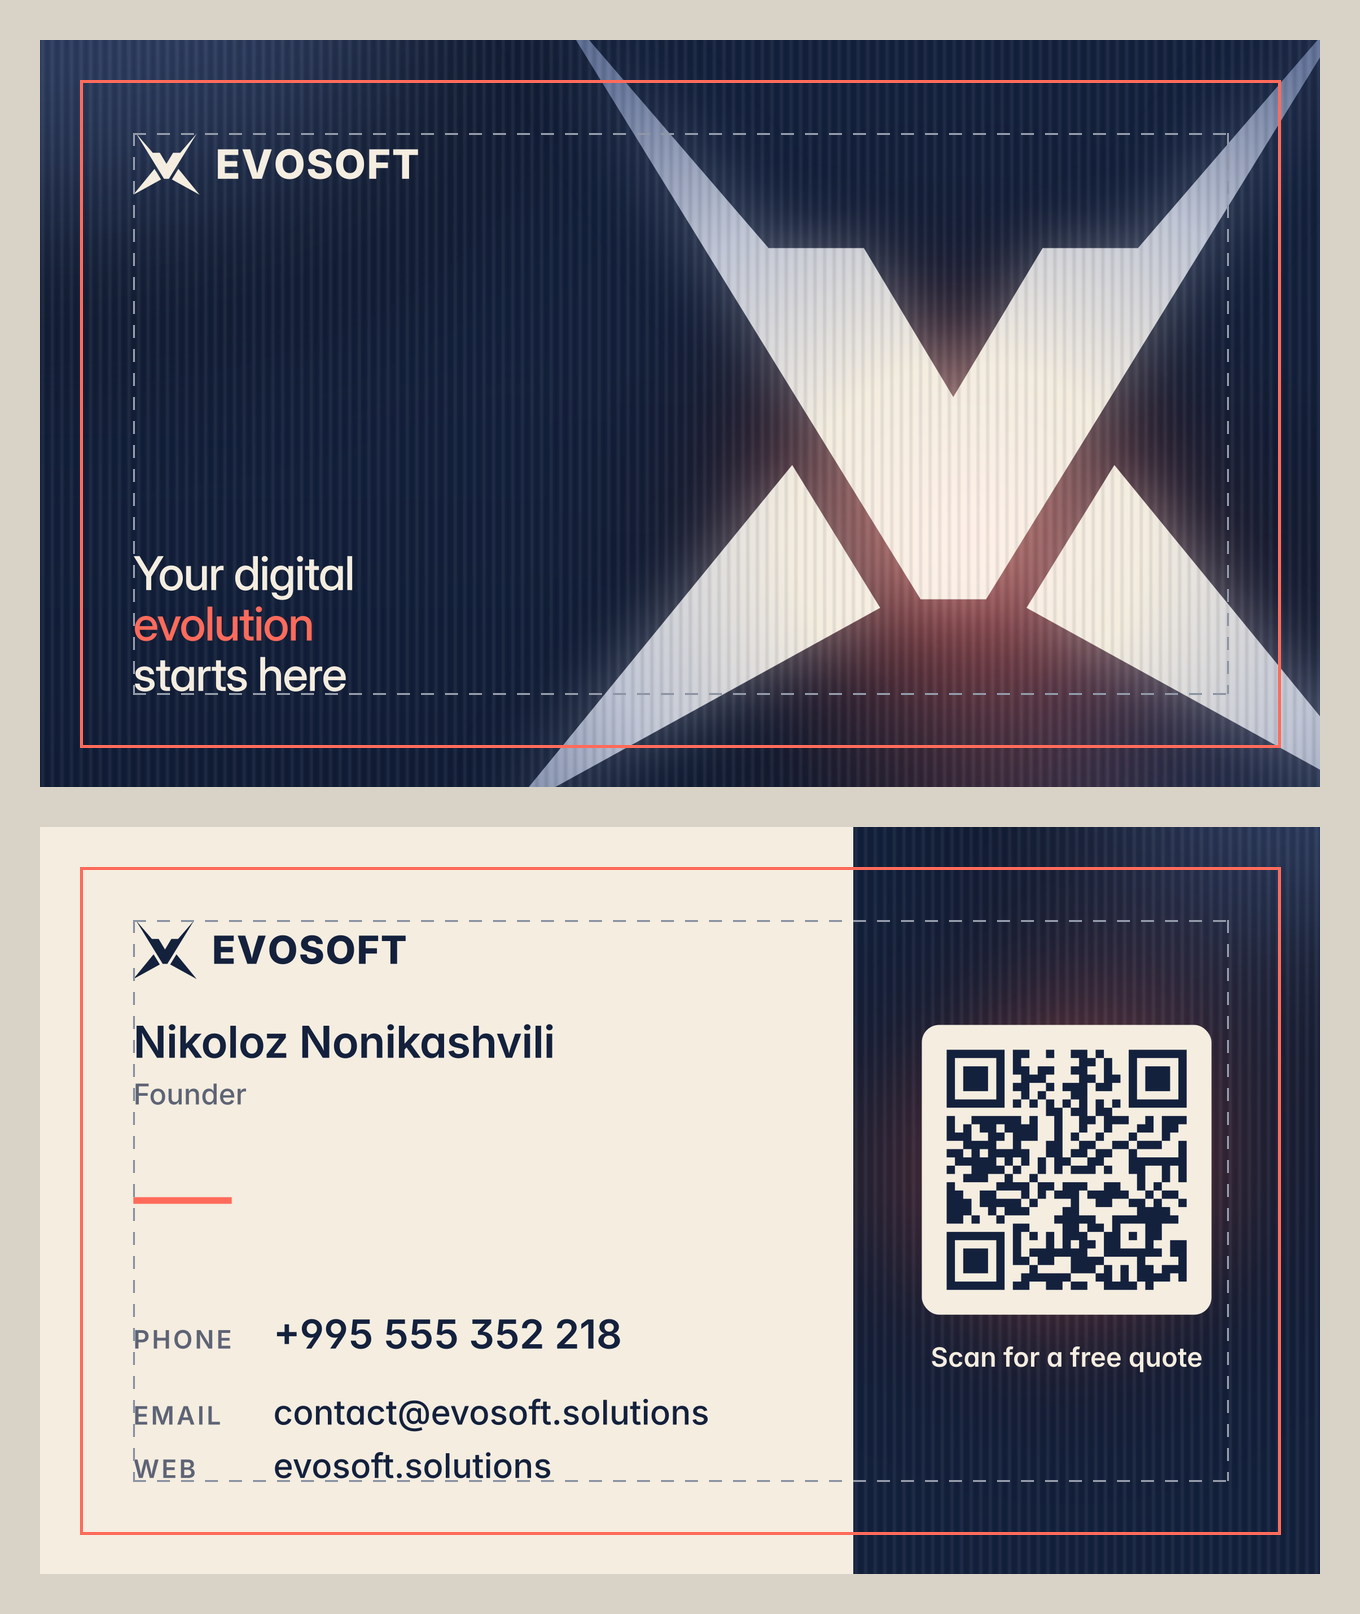 EVOSOFT
Your digital
evolution
starts here
EVOSOFT
Nikoloz Nonikashvili
Founder
PHONE +995 555 352 218
EMAIL contact@evosoft.solutions
WEB evosoft.solutions
Scan for a free quote